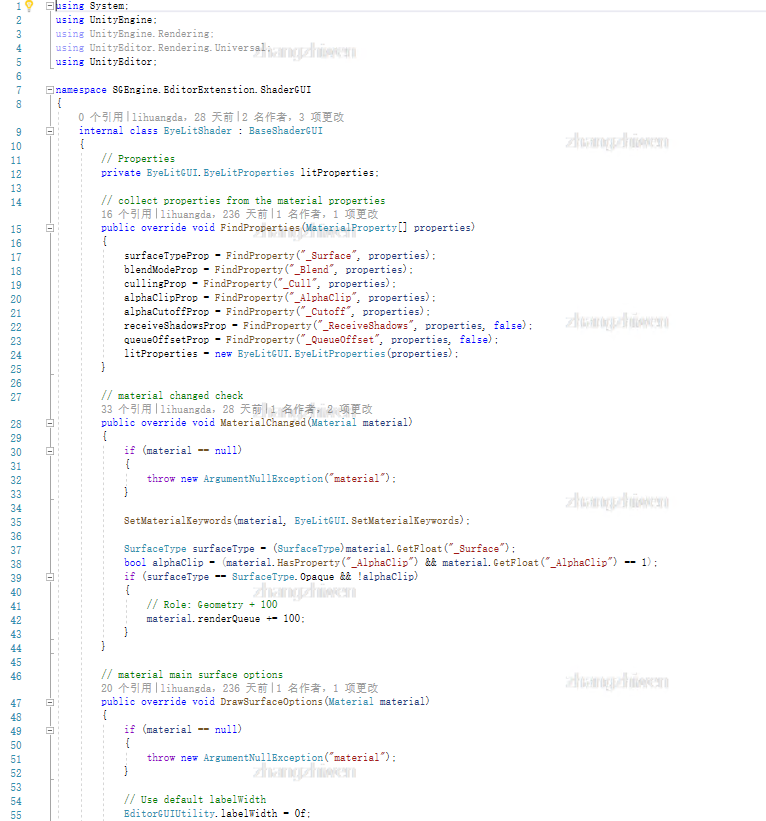 1 using System;
2 using UnityEngine;
3 using UnityEngine.Rendering;
4 using UnityEditor.Rendering.Universal;
5 using UnityEditor;
6
7 namespace SGEngine.EditorExtenstion.ShaderGUI
8 {
0 个引用|lihuangda，28 天前|2 名作者，3 项更改
9 internal class EyeLitShader : BaseShaderGUI
10 {
11 // Properties
12 private EyeLitGUI.EyeLitProperties litProperties;
13
14 // collect properties from the material properties
16 个引用|lihuangda，236 天前|1 名作者，1 项更改
15 public override void FindProperties(MaterialProperty[] properties)
16 {
17 surfaceTypeProp = FindProperty("_Surface", properties);
18 blendModeProp = FindProperty("_Blend", properties);
19 cullingProp = FindProperty("_Cull", properties);
20 alphaClipProp = FindProperty("_AlphaClip", properties);
21 alphaCutoffProp = FindProperty("_Cutoff", properties);
22 receiveShadowsProp = FindProperty("_ReceiveShadows", properties, false);
23 queueOffsetProp = FindProperty("_QueueOffset", properties, false);
24 litProperties = new EyeLitGUI.EyeLitProperties(properties);
25 }
26
27 // material changed check
33 个引用|lihuangda，28 天前|1 名作者，2 项更改
28 public override void MaterialChanged(Material material)
29 {
30 if (material == null)
31 {
32 throw new ArgumentNullException("material");
33 }
34
35 SetMaterialKeywords(material, EyeLitGUI.SetMaterialKeywords);
36
37 SurfaceType surfaceType = (SurfaceType)material.GetFloat("_Surface");
38 bool alphaClip = (material.HasProperty("_AlphaClip") && material.GetFloat("_AlphaClip") == 1);
39 if (surfaceType == SurfaceType.Opaque && !alphaClip)
40 {
41 // Role: Geometry + 100
42 material.renderQueue += 100;
43 }
44 }
45
46 // material main surface options
20 个引用|lihuangda，236 天前|1 名作者，1 项更改
47 public override void DrawSurfaceOptions(Material material)
48 {
49 if (material == null)
50 {
51 throw new ArgumentNullException("material");
52 }
53
54 // Use default labelWidth
55 EditorGUIUtility.labelWidth = 0f;
zhangzhiwen
zhangzhiwen
zhangzhiwen
zhangzhiwen
zhangzhiwen
zhangzhiwen
zhangzhiwen
zhangzhiwen
zhangzhiwen